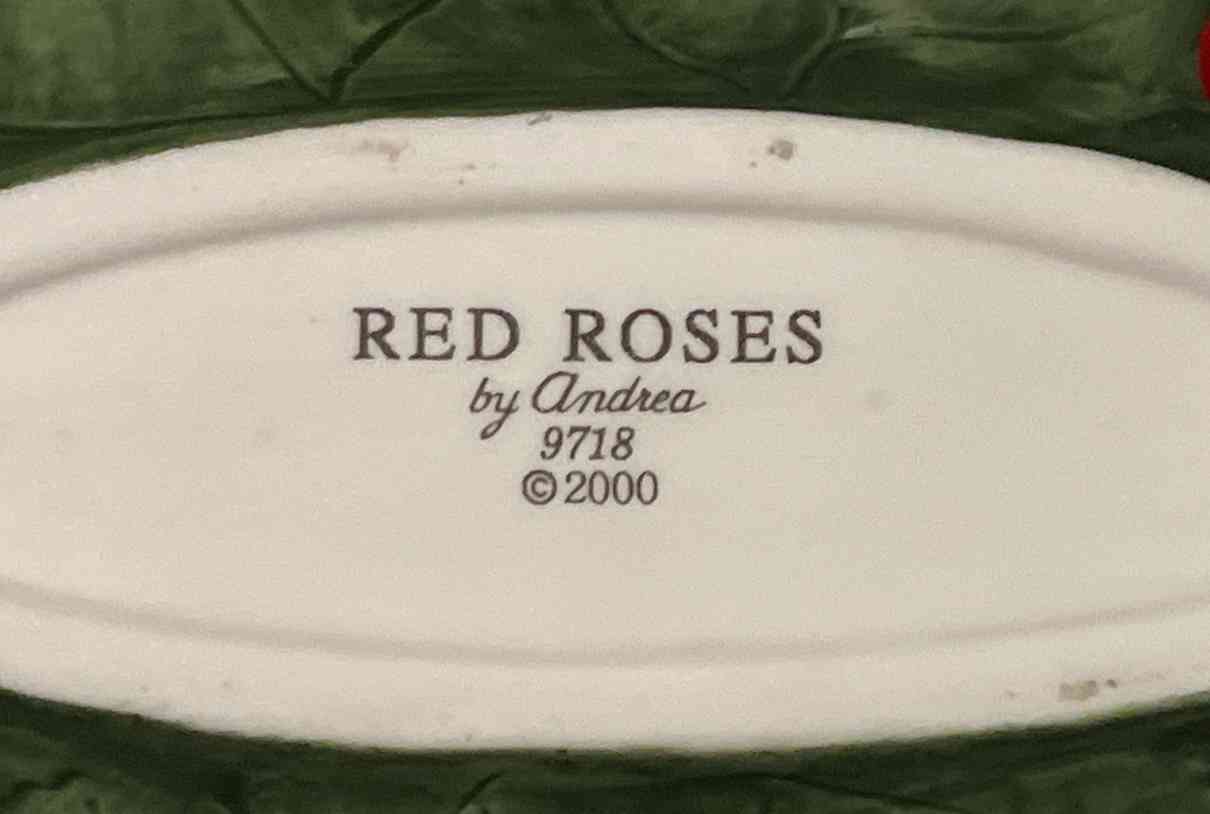 RED ROSES
by Andrea
9718
©2000